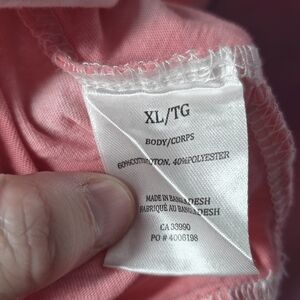 XL/TG
BODY/CORPS
60%COTTON, 40%POLYESTER
MADE IN BANGLADESH
FABRIQUÉ AU BANGLADESH
CA 33990
PO # 4006198